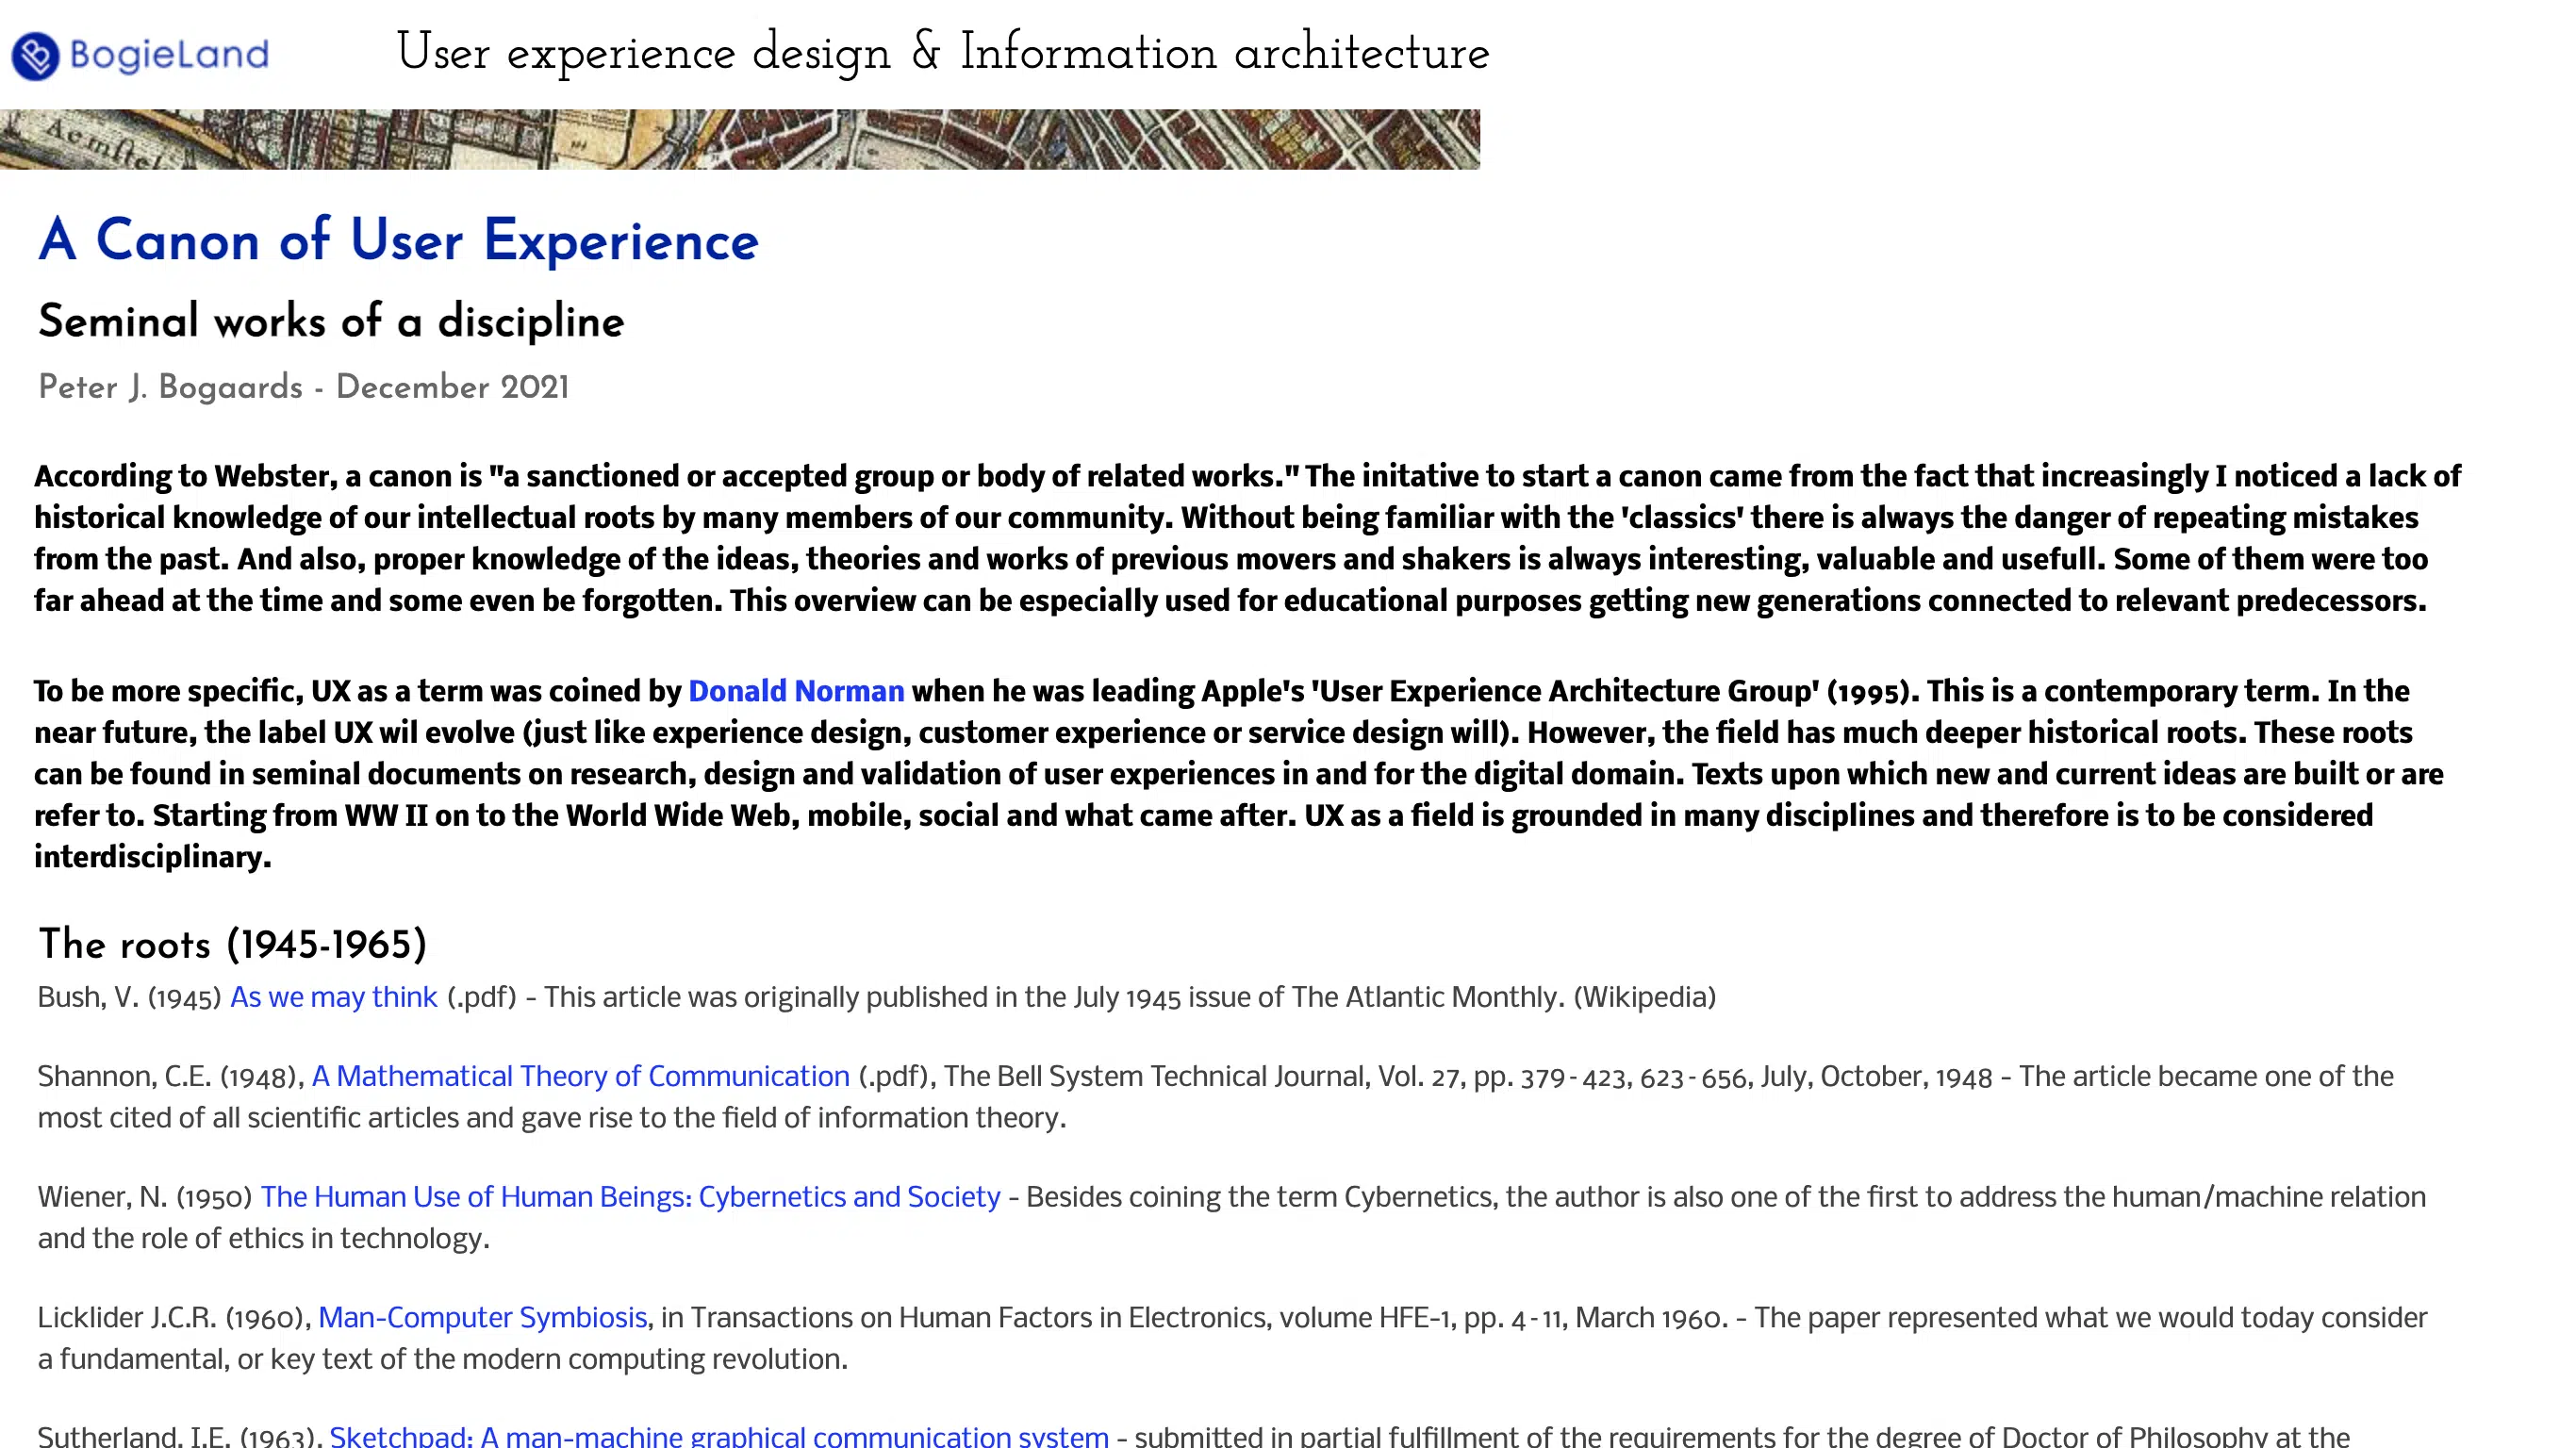 BogieLand
User experience design & Information architecture
Aemſtel
A Canon of User Experience
Seminal works of a discipline
Peter J. Bogaards - December 2021
According to Webster, a canon is "a sanctioned or accepted group or body of related works." The initative to start a canon came from the fact that increasingly I noticed a lack of
historical knowledge of our intellectual roots by many members of our community. Without being familiar with the 'classics' there is always the danger of repeating mistakes
from the past. And also, proper knowledge of the ideas, theories and works of previous movers and shakers is always interesting, valuable and usefull. Some of them were too
far ahead at the time and some even be forgotten. This overview can be especially used for educational purposes getting new generations connected to relevant predecessors.
To be more specific, UX as a term was coined by Donald Norman when he was leading Apple's 'User Experience Architecture Group' (1995). This is a contemporary term. In the
near future, the label UX wil evolve (just like experience design, customer experience or service design will). However, the field has much deeper historical roots. These roots
can be found in seminal documents on research, design and validation of user experiences in and for the digital domain. Texts upon which new and current ideas are built or are
refer to. Starting from WW II on to the World Wide Web, mobile, social and what came after. UX as a field is grounded in many disciplines and therefore is to be considered
interdisciplinary.
The roots (1945-1965)
Bush, V. (1945) As we may think (.pdf) - This article was originally published in the July 1945 issue of The Atlantic Monthly. (Wikipedia)
Shannon, C.E. (1948), A Mathematical Theory of Communication (.pdf), The Bell System Technical Journal, Vol. 27, pp. 379-423, 623-656, July, October, 1948 - The article became one of the
most cited of all scientific articles and gave rise to the field of information theory.
Wiener, N. (1950) The Human Use of Human Beings: Cybernetics and Society - Besides coining the term Cybernetics, the author is also one of the first to address the human/machine relation
and the role of ethics in technology.
Licklider J.C.R. (1960), Man-Computer Symbiosis, in Transactions on Human Factors in Electronics, volume HFE-1, pp. 4-11, March 1960. - The paper represented what we would today consider
a fundamental, or key text of the modern computing revolution.
Sutherland, I.E. (1963), Sketchpad: A man-machine graphical communication system - submitted in partial fulfillment of the requirements for the degree of Doctor of Philosophy at the